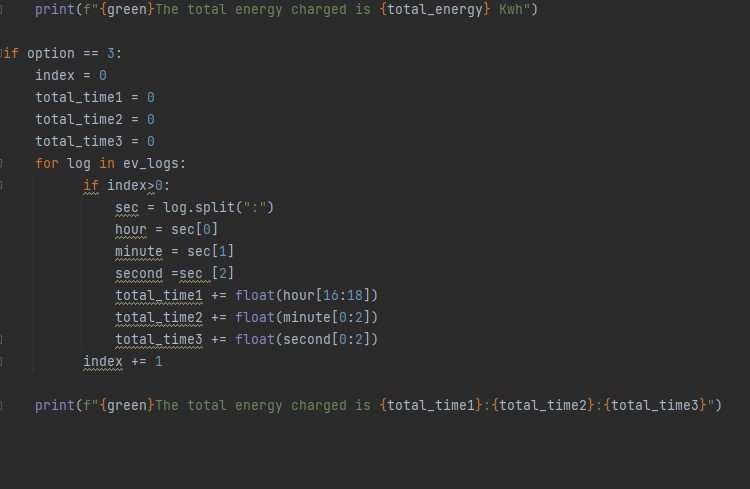 print(f"{green}The total energy charged is {total_energy} Kwh")
if option == 3:
index = 0
total_time1 = 0
total_time2 = 0
total_time3 = 0
for log in ev_logs:
if index>0:
sec = log.split(":")
hour = sec[0]
minute = sec[1]
second =sec [2]
total_time1 += float(hour[16:18])
total_time2 += float(minute[0:2])
total_time3 += float(second[0:2])
index += 1
print(f"{green}The total energy charged is {total_time1}:{total_time2}:{total_time3}")